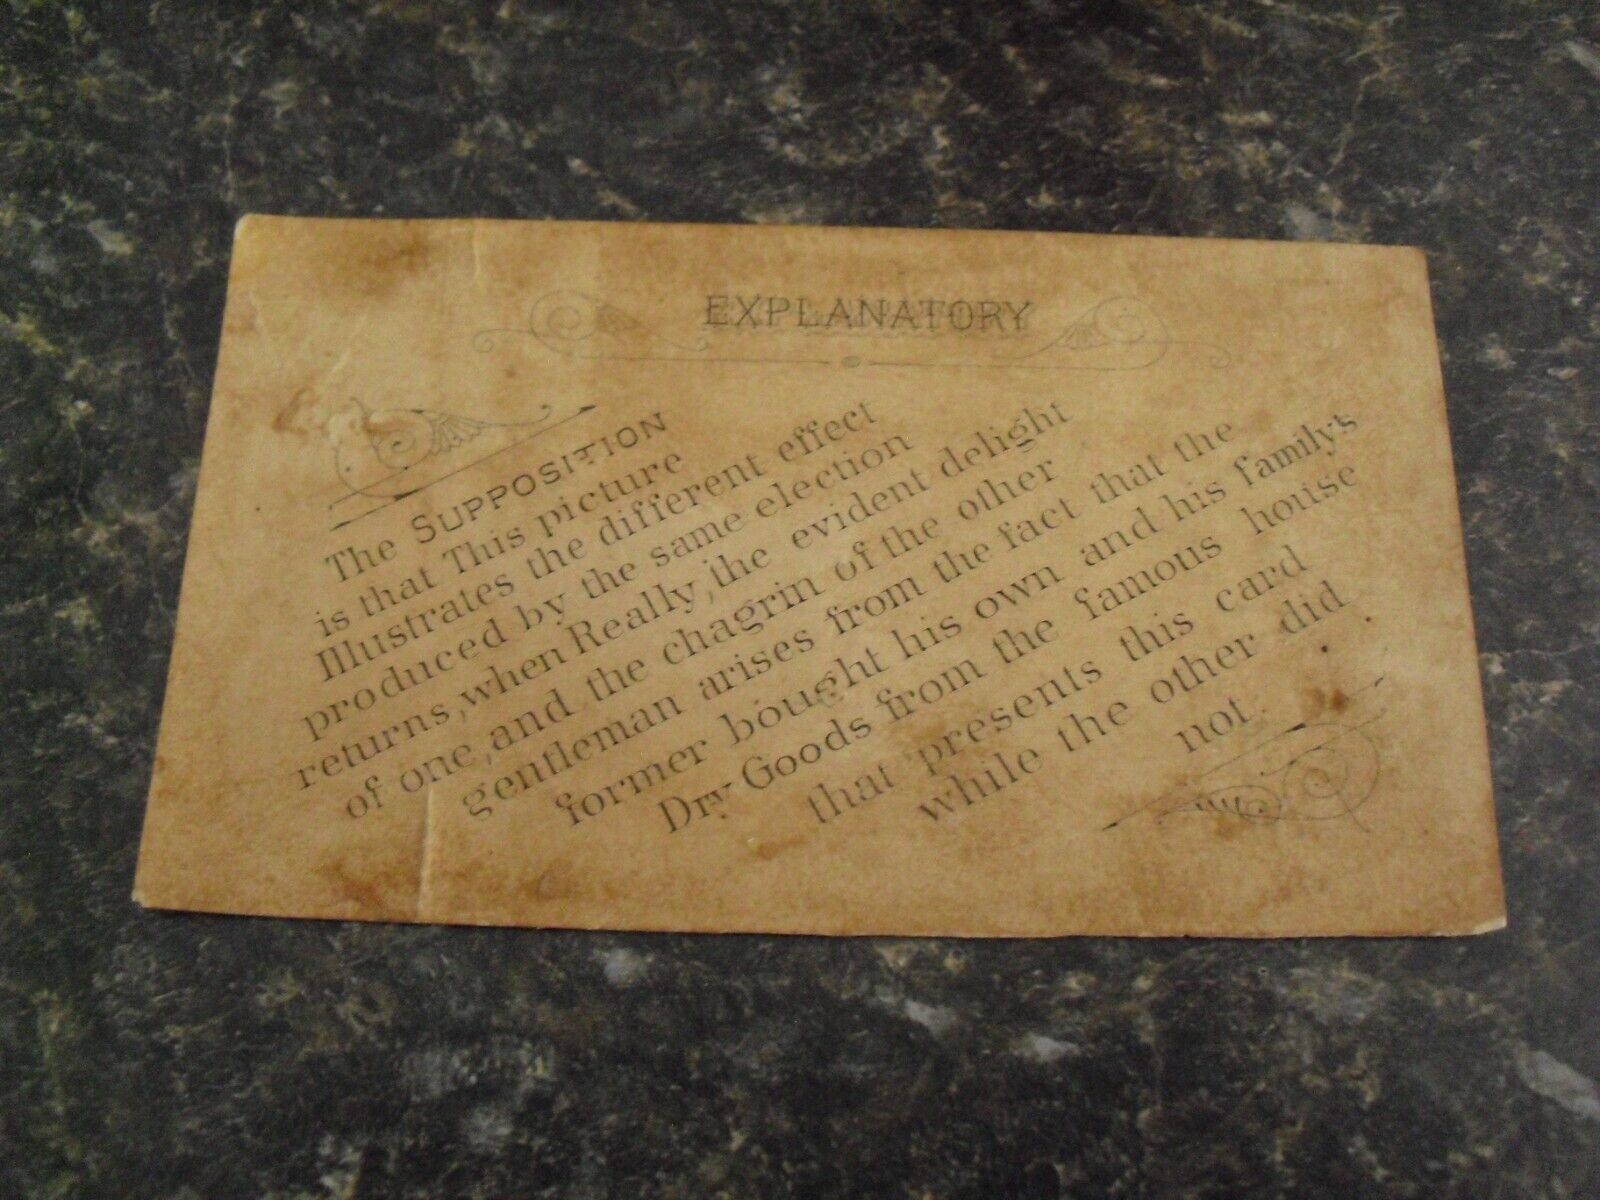 EXPLANATORY
The SUPPOSITION
is that This picture
Illustrates the different effect
produced by the same election
returns, when Really, the evident delight
of one, and the chagrin of the other
gentleman arises from the fact that the
former bought his own and his family's
Dry Goods from the famous house
that presents this card
while the other did
not.